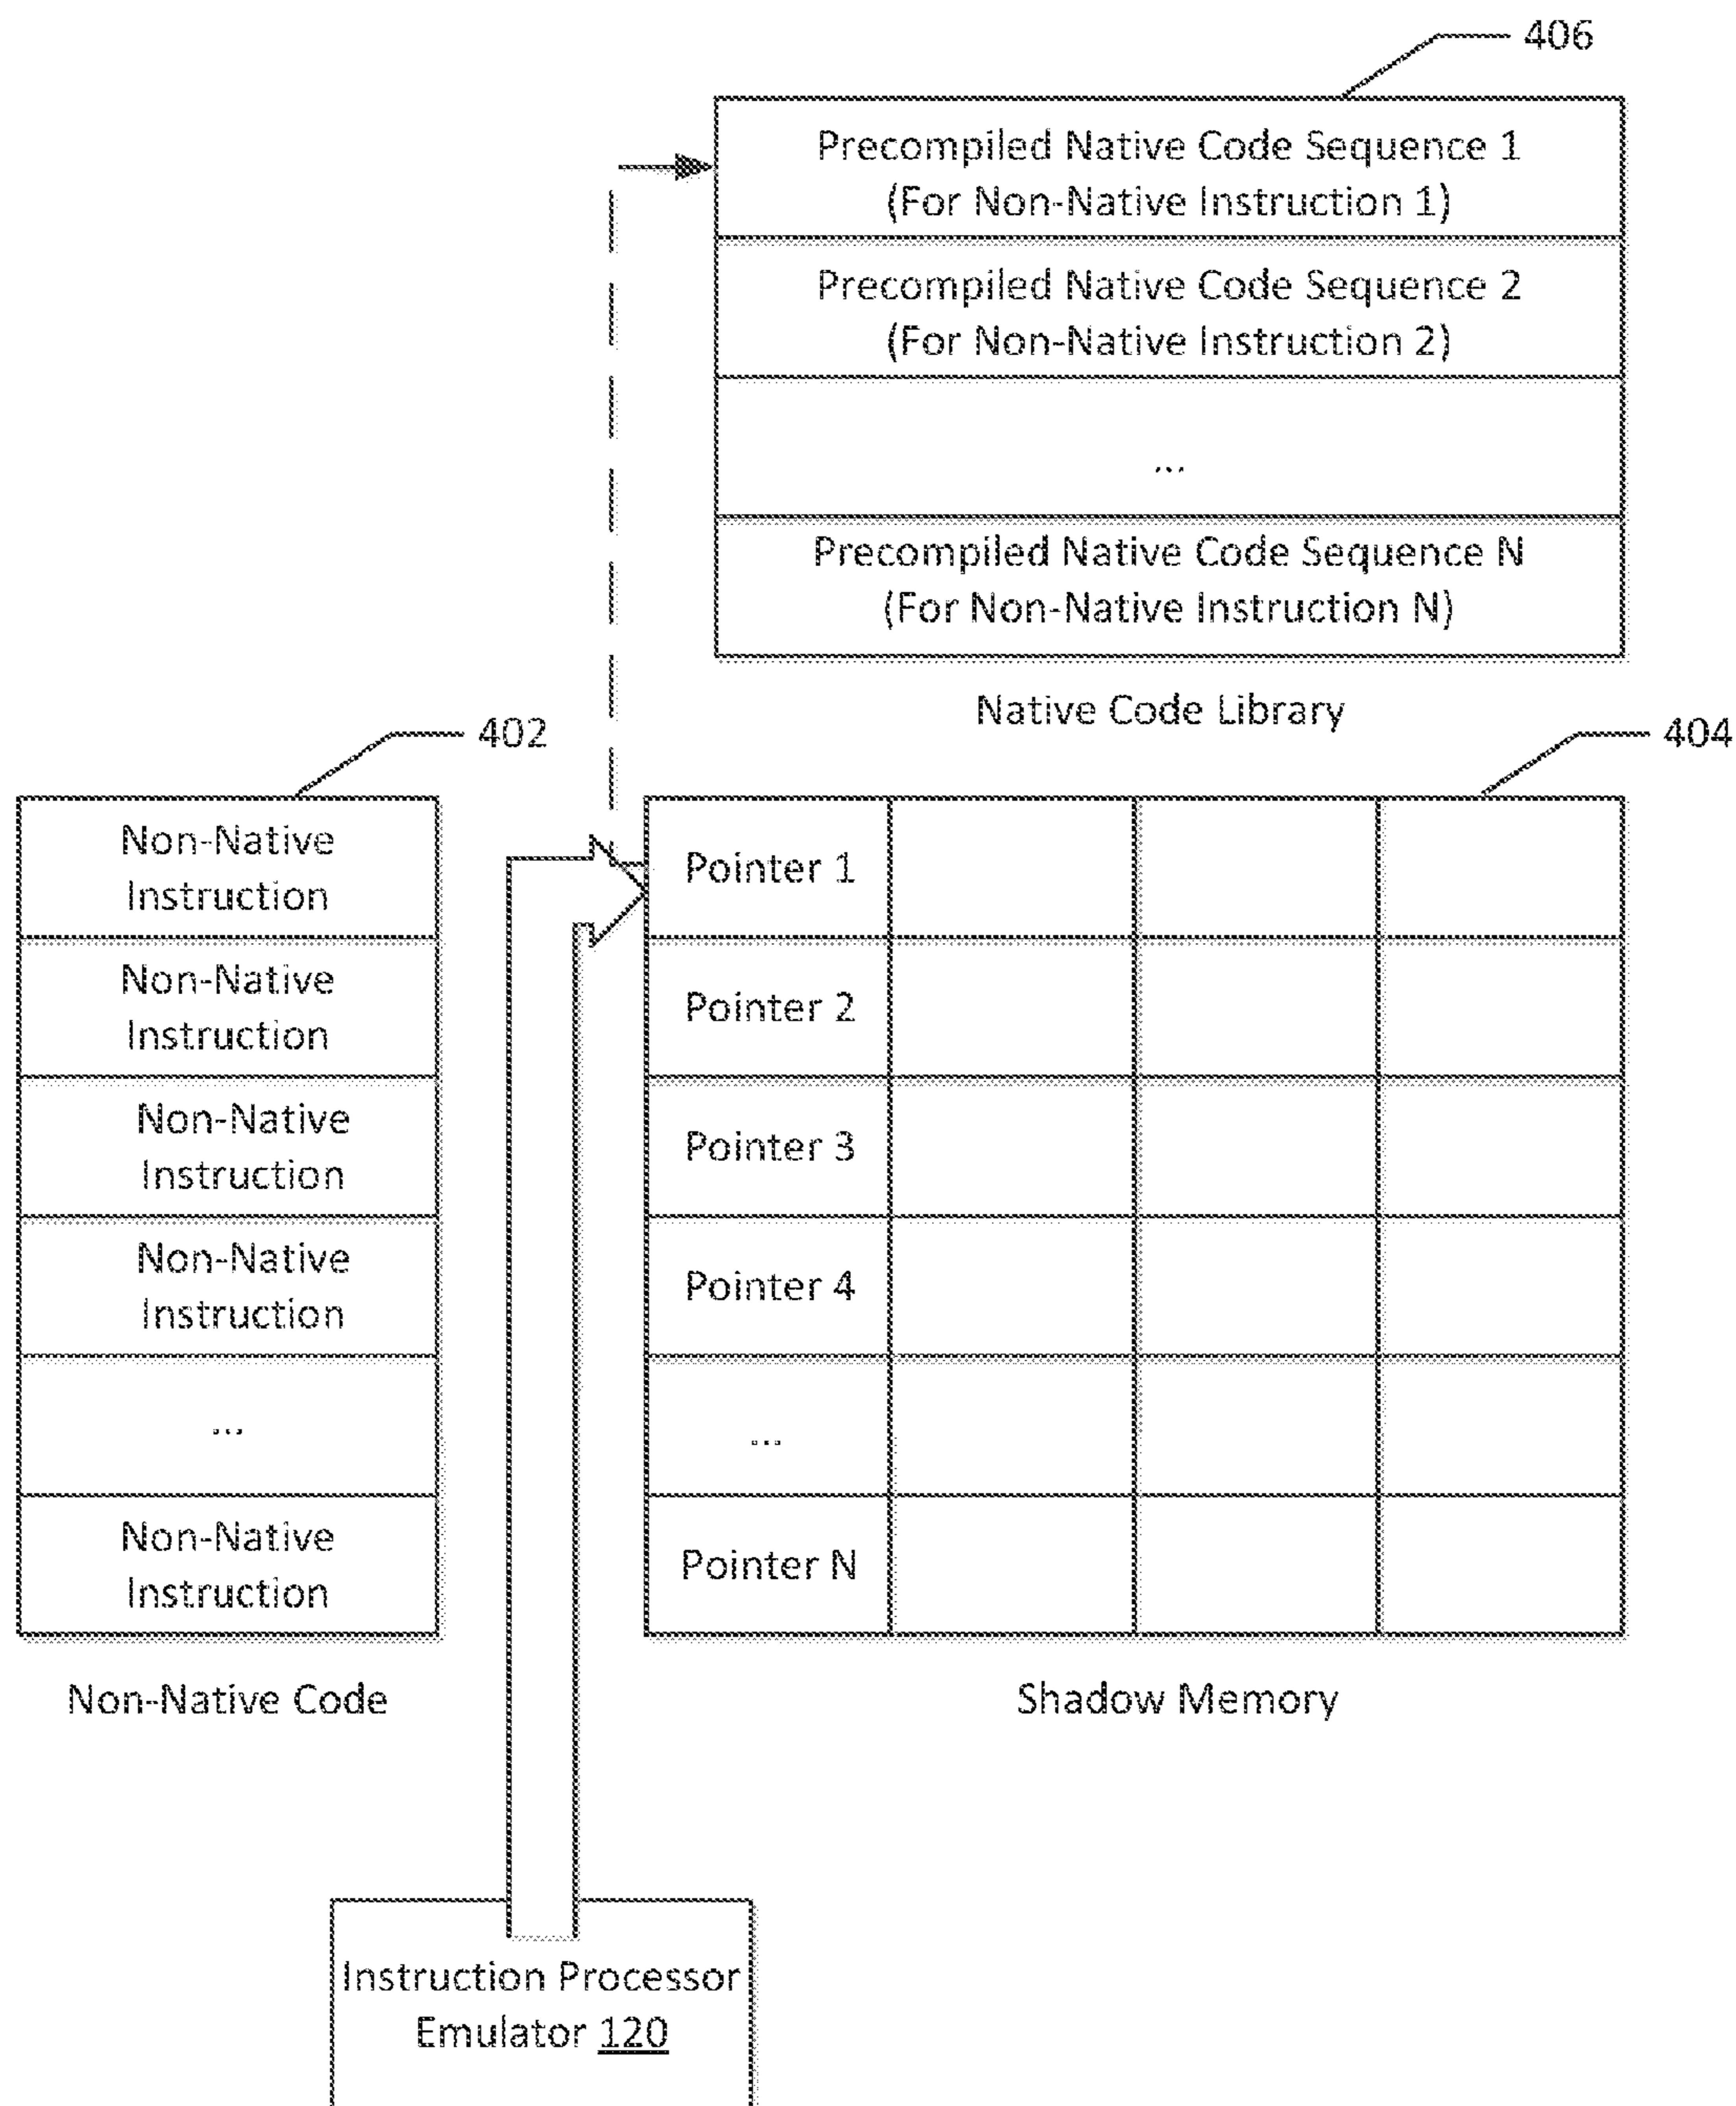 406
Precompiled Native Code Sequence 1
(For Non-Native Instruction 1)
Precompiled Native Code Sequence 2
(For Non-Native Instruction 2)
...
Precompiled Native Code Sequence N
(For Non-Native Instruction N)
Native Code Library
402
Non-Native
Instruction
Non-Native
Instruction
Non-Native
Instruction
Non-Native
Instruction
...
Non-Native
Instruction
Non-Native Code
404
Pointer 1
Pointer 2
Pointer 3
Pointer 4
...
Pointer N
Shadow Memory
Instruction Processor
Emulator 120